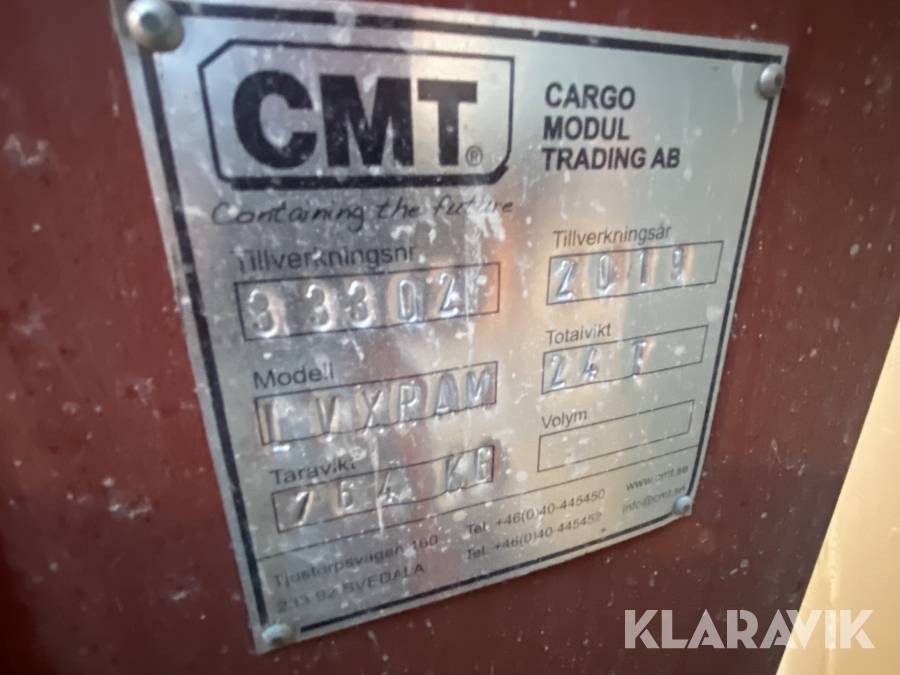 CMT®
CARGO
MODUL
TRADING AB
Containing the future
Tillverkningsnr
33302
Tillverkningsår
2019
Modell
LVXRAM
Totalvikt
24 T
Taravikt
764 KG
Volym
Tjustorpsvägen 160
233 92 SVEDALA
Tel. +46(0)40-445450
Tel. +46(0)40-445452
www.cmt.se
info@cmt.se
KLARAVIK